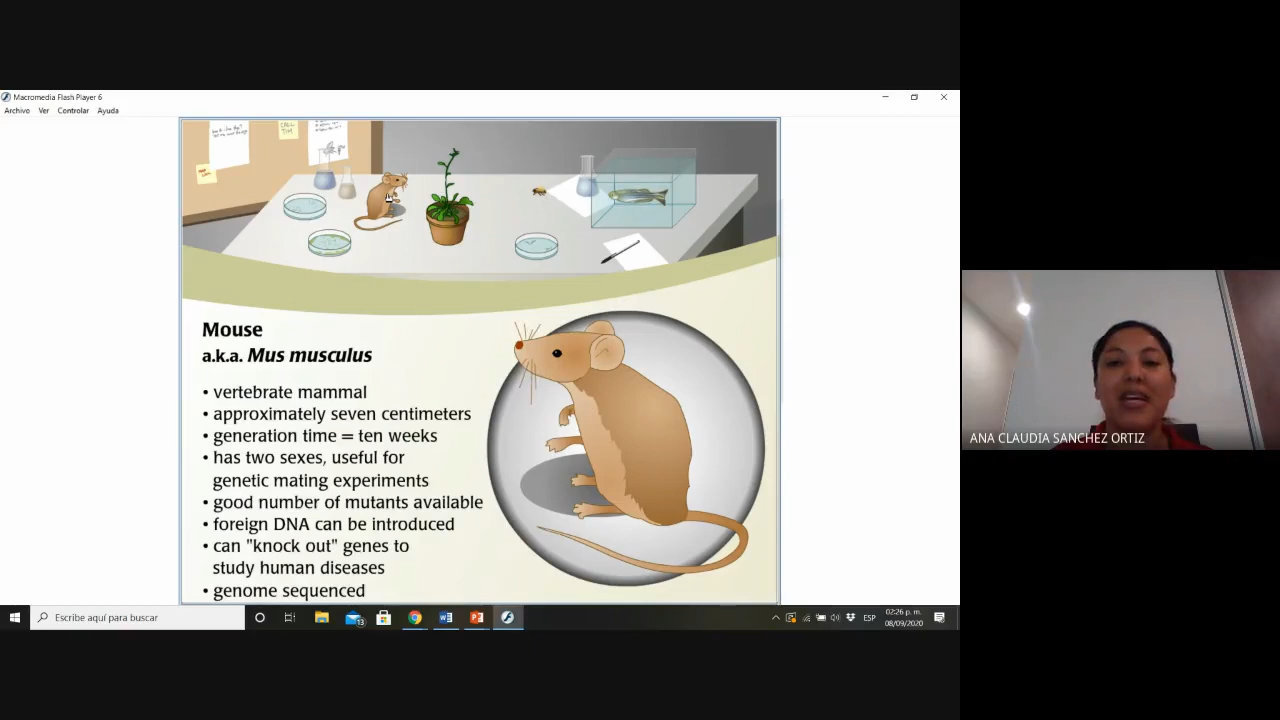 Macromedia Flash Player 6
Archivo Ver Controlar Ayuda
Mouse
a.k.a. Mus musculus
• vertebrate mammal
• approximately seven centimeters
• generation time = ten weeks
• has two sexes, useful for
genetic mating experiments
• good number of mutants available
• foreign DNA can be introduced
• can "knock out" genes to
study human diseases
• genome sequenced
ANA CLAUDIA SANCHEZ ORTIZ
Escribe aquí para buscar
13
ESP
02:26 p. m.
08/09/2020